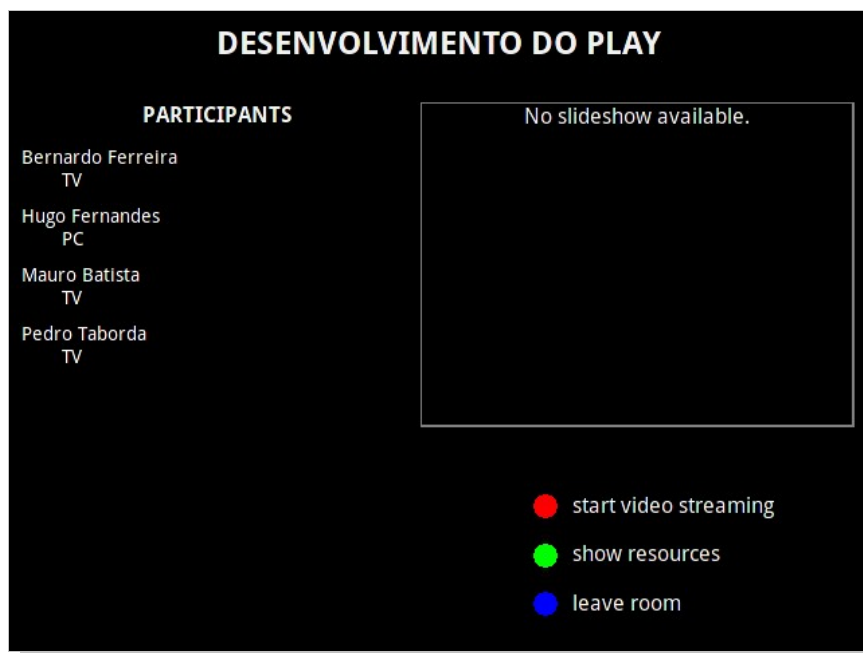 DESENVOLVIMENTO DO PLAY
PARTICIPANTS
Bernardo Ferreira
TV
Hugo Fernandes
PC
Mauro Batista
TV
Pedro Taborda
TV
No slideshow available.
start video streaming
show resources
leave room